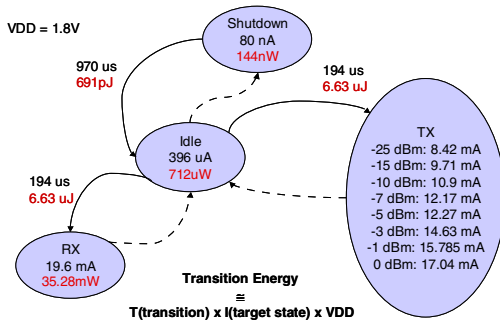 VDD = 1.8V
Shutdown
80 nA
144nW
970 us
691pJ
194 us
6.63 uJ
Idle
396 uA
712uW
TX
-25 dBm: 8.42 mA
-15 dBm: 9.71 mA
-10 dBm: 10.9 mA
-7 dBm: 12.17 mA
-5 dBm: 12.27 mA
-3 dBm: 14.63 mA
-1 dBm: 15.785 mA
0 dBm: 17.04 mA
194 us
6.63 uJ
RX
19.6 mA
35.28mW
Transition Energy
≅
T(transition) x I(target state) x VDD